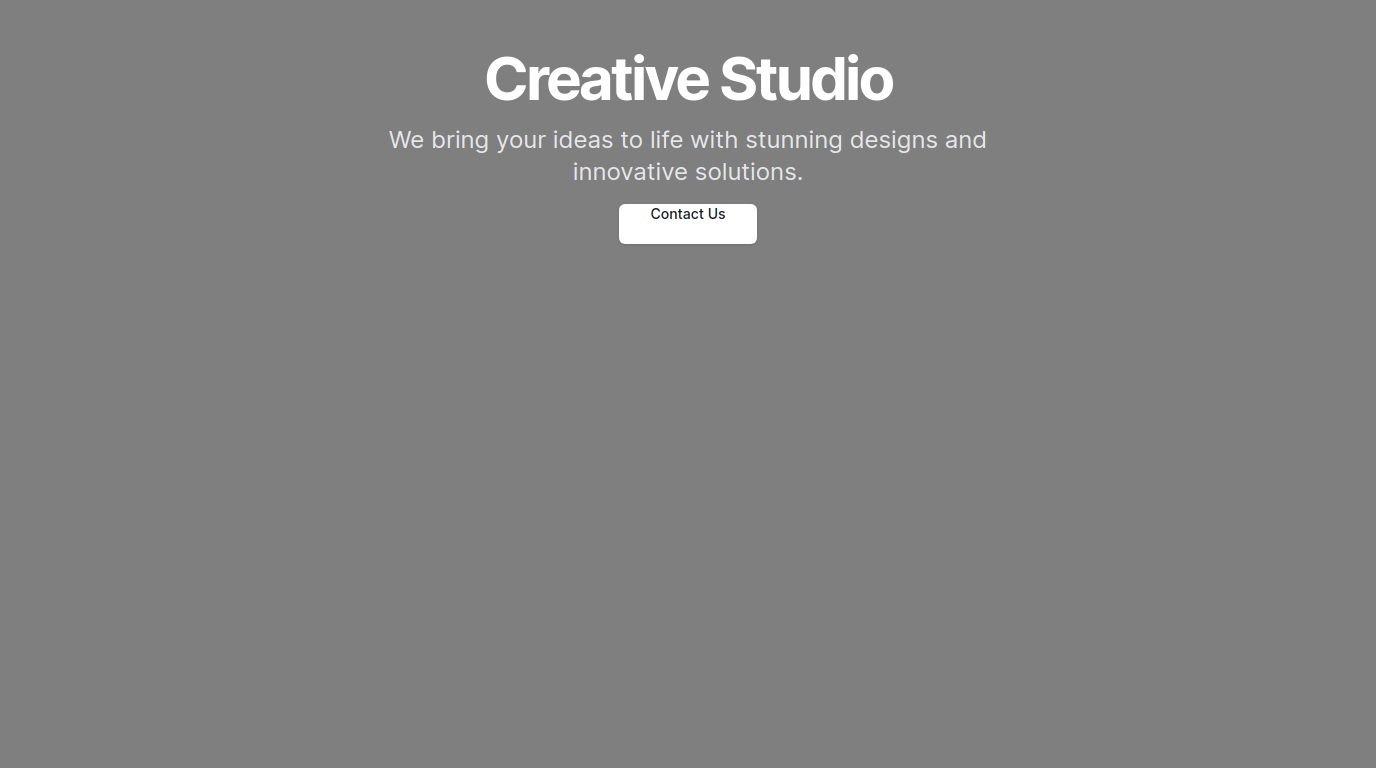 Creative Studio
We bring your ideas to life with stunning designs and
innovative solutions.
Contact Us